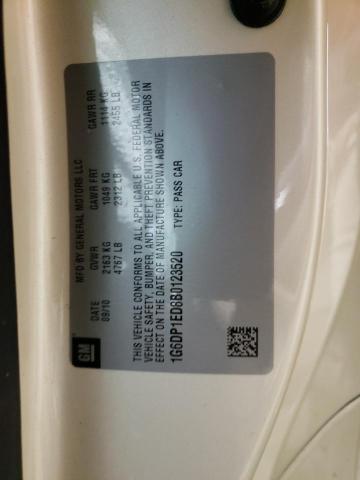 GM
MFD BY GENERAL MOTORS LLC
DATE GVWR GAWR FRT GAWR RR
09/10 2163 KG 1049 KG 1114 KG
4767 LB 2312 LB 2455 LB
THIS VEHICLE CONFORMS TO ALL APPLICABLE U.S. FEDERAL MOTOR
VEHICLE SAFETY, BUMPER, AND THEFT PREVENTION STANDARDS IN
EFFECT ON THE DATE OF MANUFACTURE SHOWN ABOVE.
1G6DP1ED6B0123520 TYPE: PASS CAR